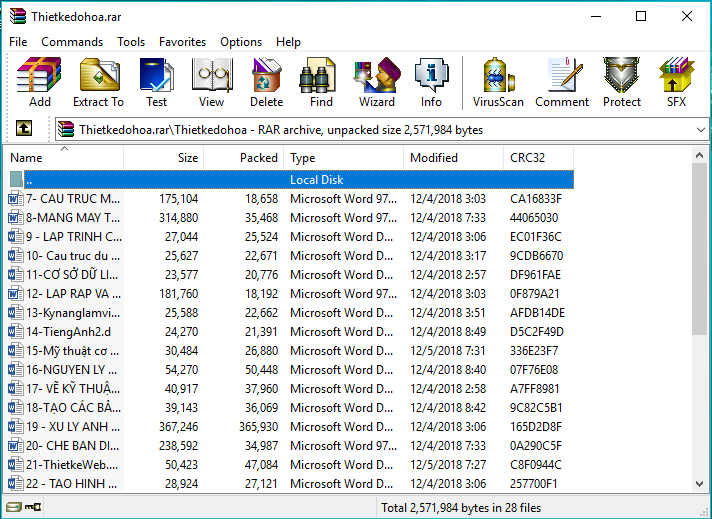 Thietkedohoa.rar
File Commands Tools Favorites Options Help
Add Extract To Test View Delete Find Wizard Info VirusScan Comment Protect SFX
Thietkedohoa.rar\Thietkedohoa - RAR archive, unpacked size 2,571,984 bytes
Name Size Packed Type Modified CRC32
.. Local Disk
7- CAU TRUC M... 175,104 18,658 Microsoft Word 97... 12/4/2018 3:03 CA16833F
8-MANG MAY T... 314,880 35,468 Microsoft Word 97... 12/4/2018 7:33 44065030
9 - LAP TRINH C... 27,044 25,524 Microsoft Word D... 12/4/2018 3:06 EC01F36C
10- Cau truc du ... 25,627 22,671 Microsoft Word D... 12/4/2018 3:17 9CDB6670
11-CƠ SỞ DỮ LI... 23,577 20,776 Microsoft Word D... 12/4/2018 2:57 DF961FAE
12- LAP RAP VA ... 181,760 18,192 Microsoft Word 97... 12/4/2018 3:03 0F879A21
13-Kynanglamvi... 25,588 22,662 Microsoft Word D... 12/4/2018 3:51 AFDB14DE
14-TiengAnh2.d 24,270 21,391 Microsoft Word D... 12/4/2018 8:49 D5C2F49D
15-Mỹ thuật cơ ... 30,484 26,880 Microsoft Word D... 12/5/2018 7:31 336E23F7
16-NGUYEN LY ... 54,270 50,448 Microsoft Word D... 12/4/2018 8:40 07F76E08
17- VẼ KỸ THUẬ... 40,917 37,960 Microsoft Word D... 12/4/2018 2:58 A7FF8981
18-TẠO CÁC BẢ... 39,143 36,069 Microsoft Word D... 12/4/2018 8:42 9C82C5B1
19 - XU LY ANH ... 367,246 365,930 Microsoft Word D... 12/4/2018 3:06 165D2D8F
20- CHE BAN DI... 238,592 34,987 Microsoft Word 97... 12/4/2018 7:33 0A290C5F
21-ThietkeWeb.... 50,423 47,084 Microsoft Word D... 12/5/2018 7:27 C8F0944C
22 - TAO HINH ... 28,924 27,121 Microsoft Word D... 12/4/2018 3:06 257700F1
Total 2,571,984 bytes in 28 files